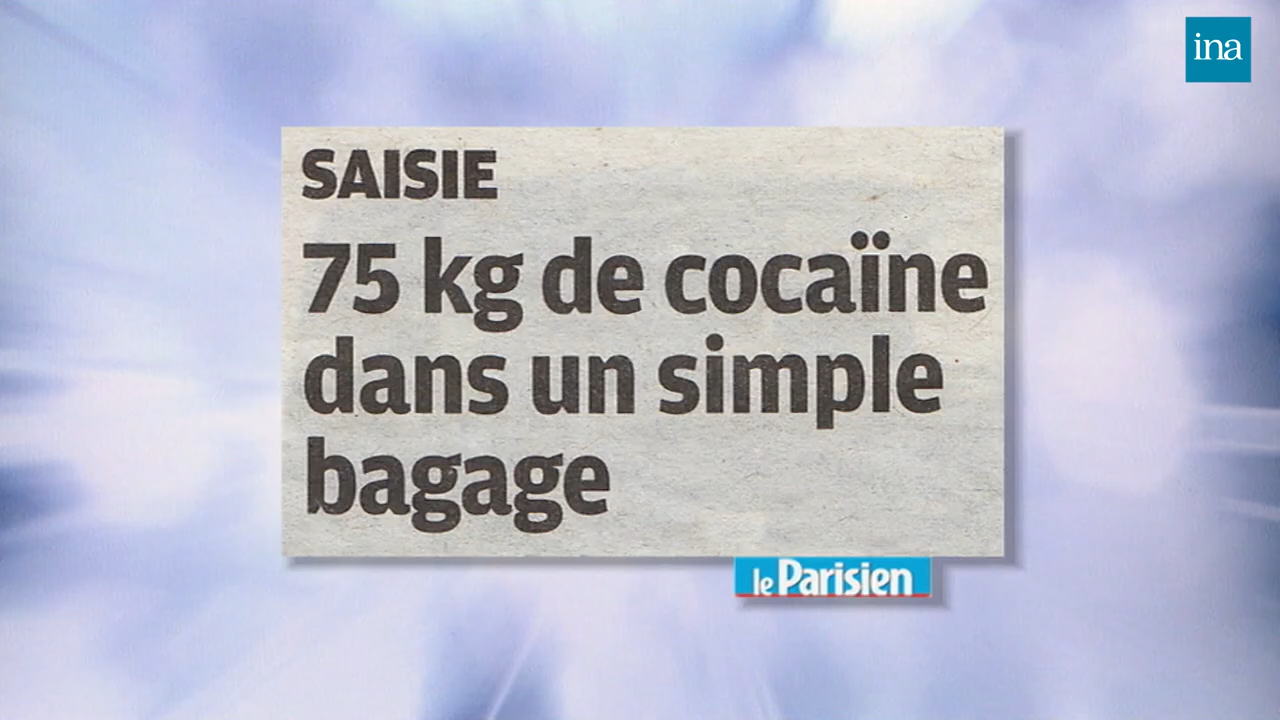 ina
SAISIE
75 kg de cocaïne
dans un simple
bagage
le Parisien